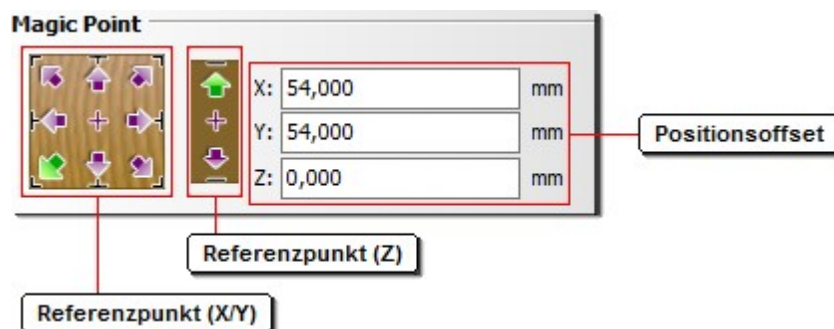 Magic Point
X: 54,000 mm
Y: 54,000 mm
Z: 0,000 mm
Positionsoffset
Referenzpunkt (Z)
Referenzpunkt (X/Y)